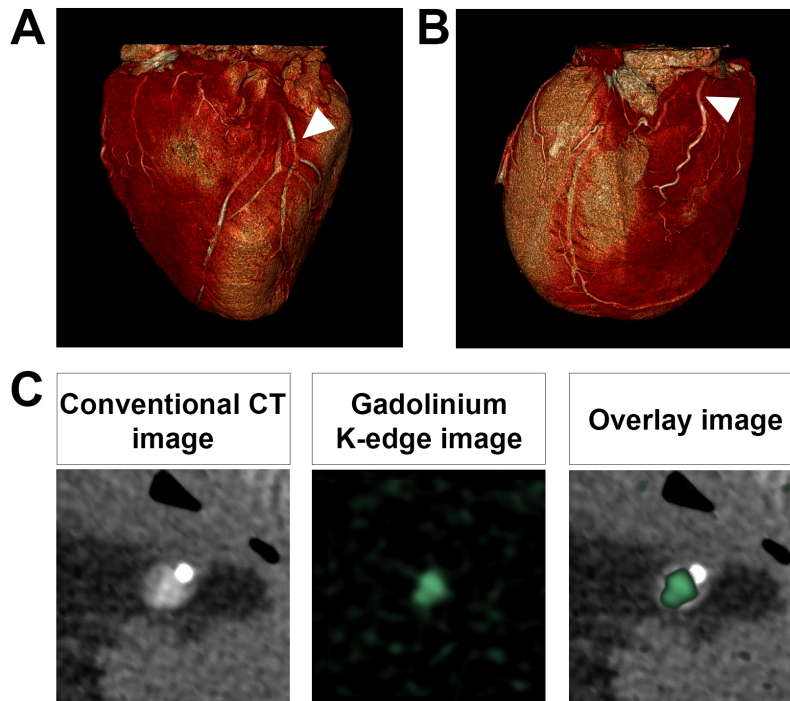 A
B
C
Conventional CT
image
Gadolinium
K-edge image
Overlay image